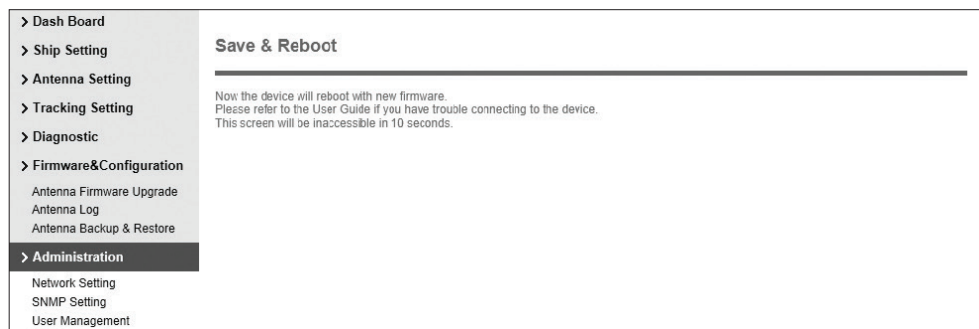 > Dash Board
> Ship Setting
> Antenna Setting
> Tracking Setting
> Diagnostic
> Firmware&Configuration
Antenna Firmware Upgrade
Antenna Log
Antenna Backup & Restore
> Administration
Network Setting
SNMP Setting
User Management
Save & Reboot
Now the device will reboot with new firmware.
Please refer to the User Guide if you have trouble connecting to the device.
This screen will be inaccessible in 10 seconds.